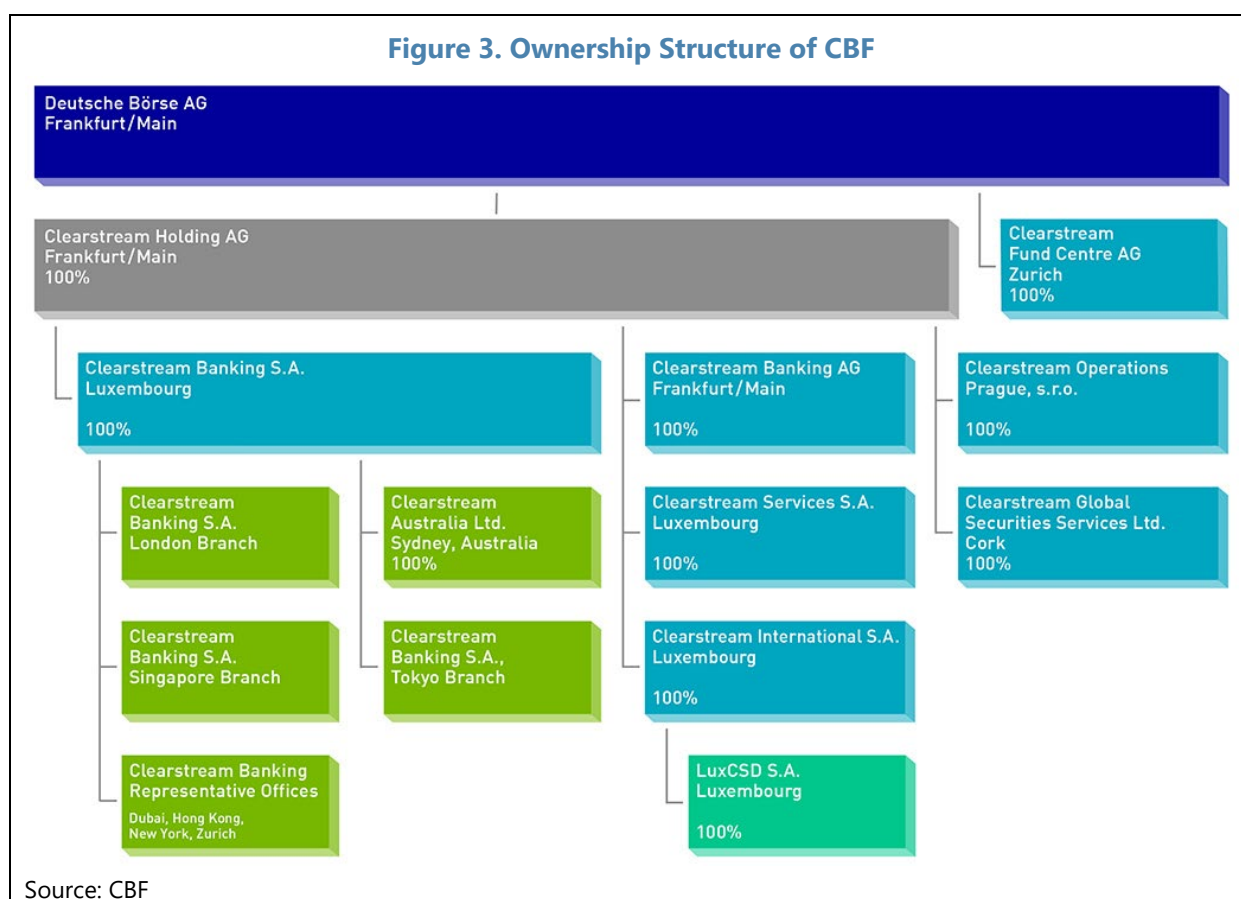 Figure 3. Ownership Structure of CBF
Deutsche Börse AG
Frankfurt/Main
Clearstream Holding AG
Frankfurt/Main
100%
Clearstream
Fund Centre AG
Zurich
100%
Clearstream Banking S.A.
Luxembourg
100%
Clearstream Banking AG
Frankfurt/Main
100%
Clearstream Operations
Prague, s.r.o.
100%
Clearstream
Banking S.A.
London Branch
Clearstream
Australia Ltd.
Sydney, Australia
100%
Clearstream Services S.A.
Luxembourg
100%
Clearstream Global
Securities Services Ltd.
Cork
100%
Clearstream
Banking S.A.
Singapore Branch
Clearstream
Banking S.A.,
Tokyo Branch
Clearstream International S.A.
Luxembourg
100%
Clearstream Banking
Representative Offices
Dubai, Hong Kong,
New York, Zurich
LuxCSD S.A.
Luxembourg
100%
Source: CBF